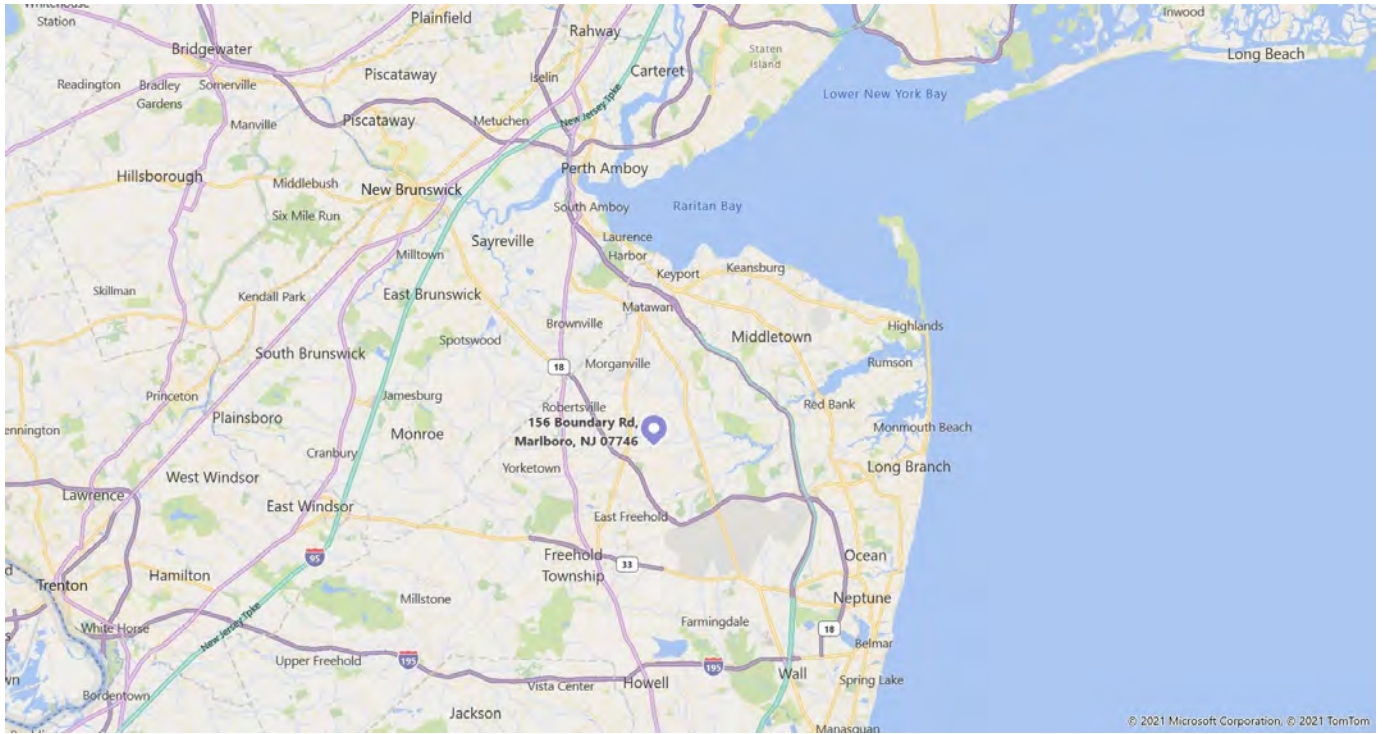 Station
Plainfield
Inwood
Rahway
Bridgewater
Staten
Island
Long Beach
Readington
Bradley
Gardens
Somerville
Piscataway
Iselin
Carteret
Lower New York Bay
Manville
Piscataway
Metuchen
New Jersey Tpke
Hillsborough
Middlebush
New Brunswick
Perth Amboy
Six Mile Run
South Amboy
Raritan Bay
Milltown
Sayreville
Laurence
Harbor
Keyport
Keansburg
Skillman
Kendall Park
East Brunswick
Matawan
Brownville
Middletown
Highlands
South Brunswick
Spotswood
18
Morganville
Rumson
Princeton
Jamesburg
Robertsville
Red Bank
Plainsboro
Monroe
156 Boundary Rd,
Marlboro, NJ 07746
Monmouth Beach
ennington
Cranbury
Yorketown
Long Branch
West Windsor
Lawrence
East Windsor
East Freehold
95
Freehold
Township
33
Ocean
Trenton
Hamilton
Millstone
Neptune
Farmingdale
18
White Horse
New Jersey Tpke
Belmar
Upper Freehold
195
195
Vista Center
Howell
Wall
Spring Lake
Bordentown
Jackson
Manasquan
© 2021 Microsoft Corporation, © 2021 TomTom